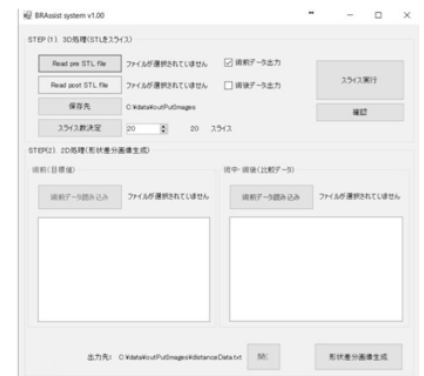 BRAssist system v1.00
STEP(1) 3D処理(STLをスライス)
Read pre STL file ファイルが選択されていません 術前データ出力
Read post STL file ファイルが選択されていません 術後データ出力 スライス実行
保存先 C:¥data¥outPutImages 確認
スライス数決定 20 20 スライス
STEP(2) 2D処理(形状差分画像生成)
術前(目標値) 術中・術後(比較データ)
術前データ読み込み ファイルが選択されていません 術前データ読み込み ファイルが選択されていません
出力先: C:¥data¥outPutImages¥distanceData.txt 開く 形状差分画像生成